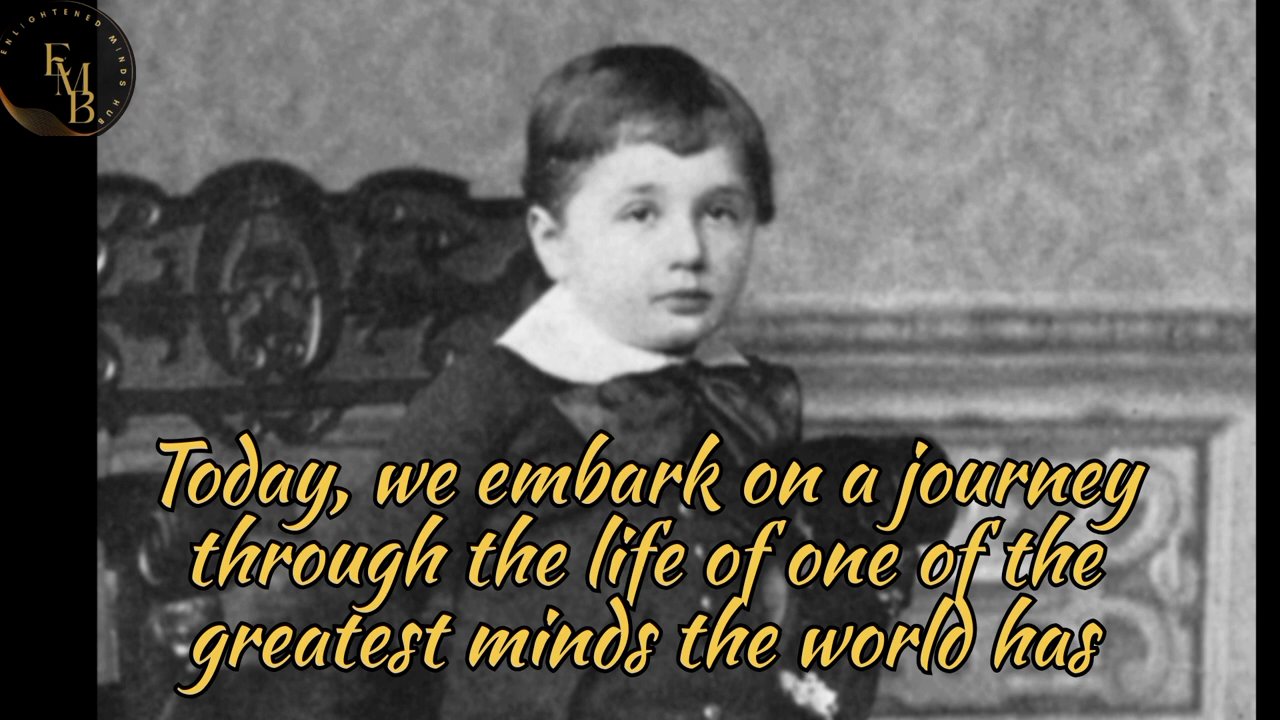 ENLIGHTENED MINDS HUB
EMB
Today, we embark on a journey
through the life of one of the
greatest minds the world has